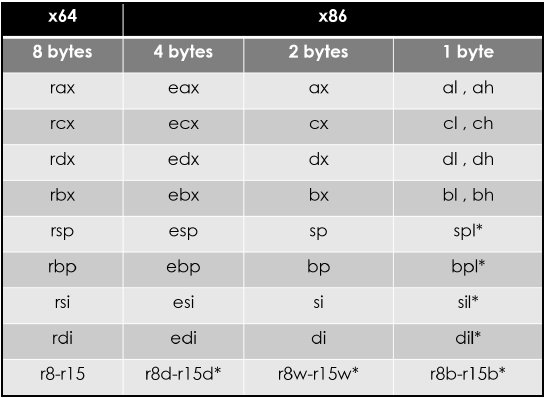 x64 x86
8 bytes 4 bytes 2 bytes 1 byte
rax eax ax al , ah
rcx ecx cx cl , ch
rdx edx dx dl , dh
rbx ebx bx bl , bh
rsp esp sp spl*
rbp ebp bp bpl*
rsi esi si sil*
rdi edi di dil*
r8-r15 r8d-r15d* r8w-r15w* r8b-r15b*